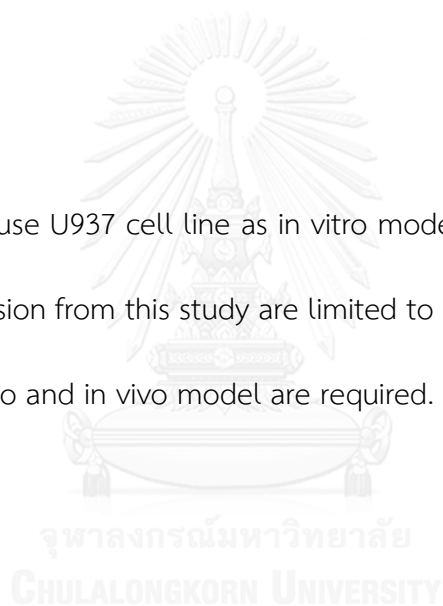 use U937 cell line as in vitro mode
sion from this study are limited to
o and in vivo model are required.
จุฬาลงกรณ์มหาวิทยาลัย
CHULALONGKORN UNIVERSITY